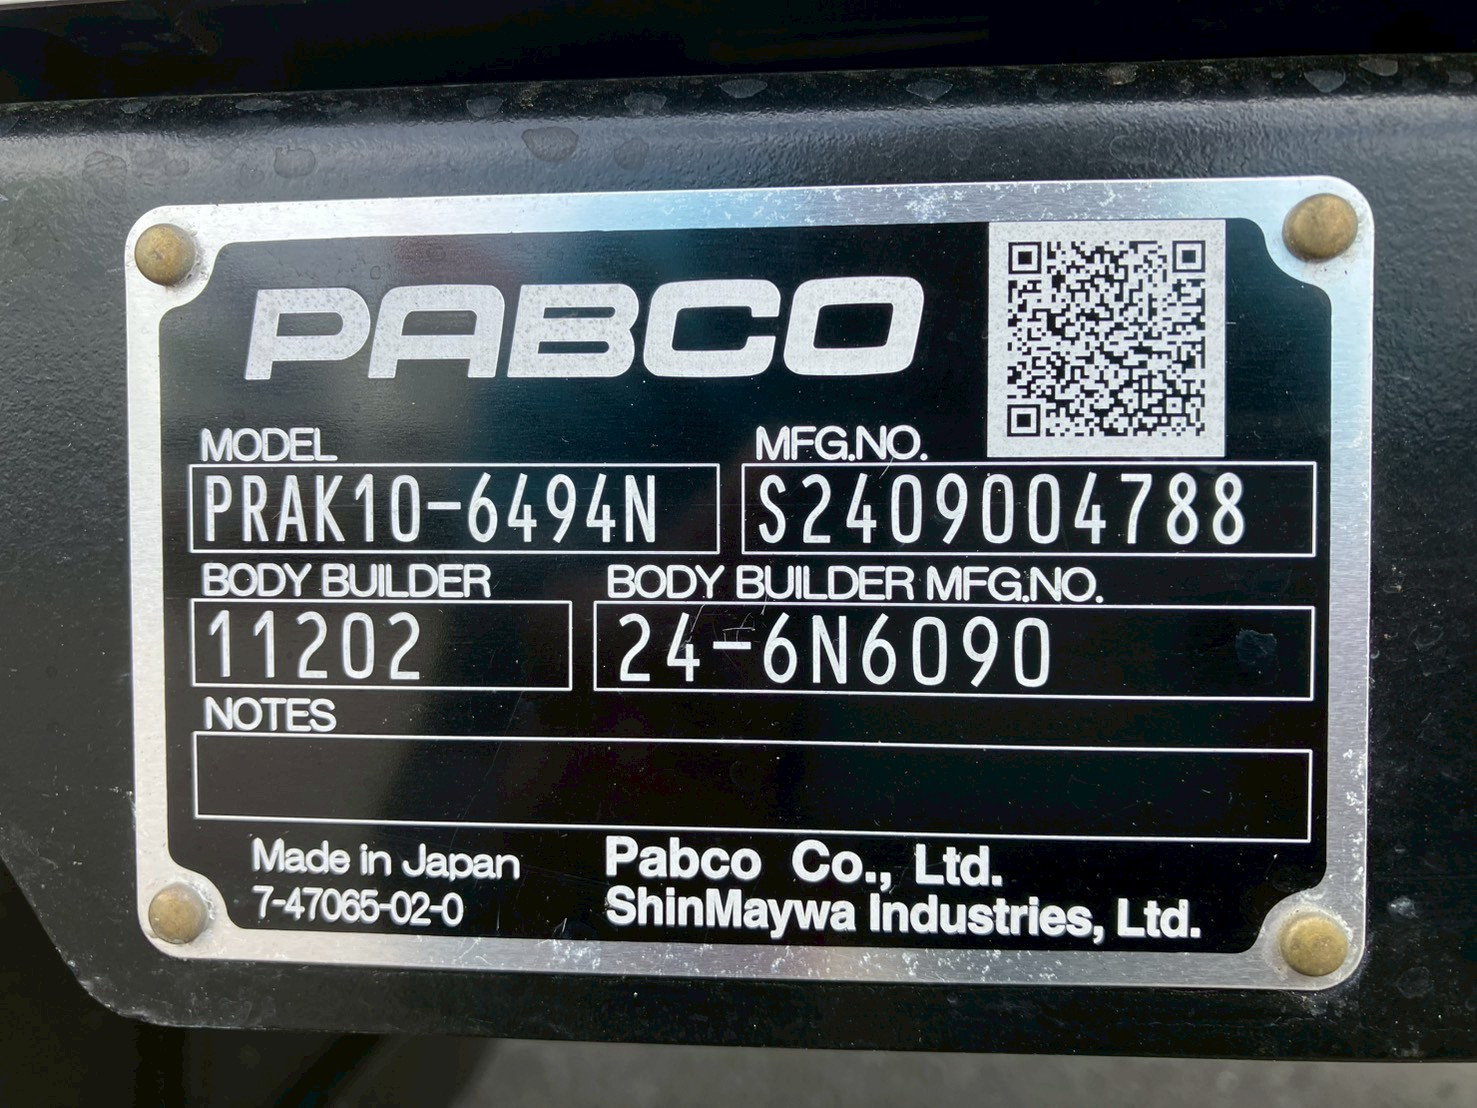 PABCO
MODEL MFG.NO.
PRAK10-6494N S2409004788
BODY BUILDER BODY BUILDER MFG.NO.
11202 24-6N6090
NOTES
Made in Japan Pabco Co., Ltd.
7-47065-02-0 ShinMaywa Industries, Ltd.